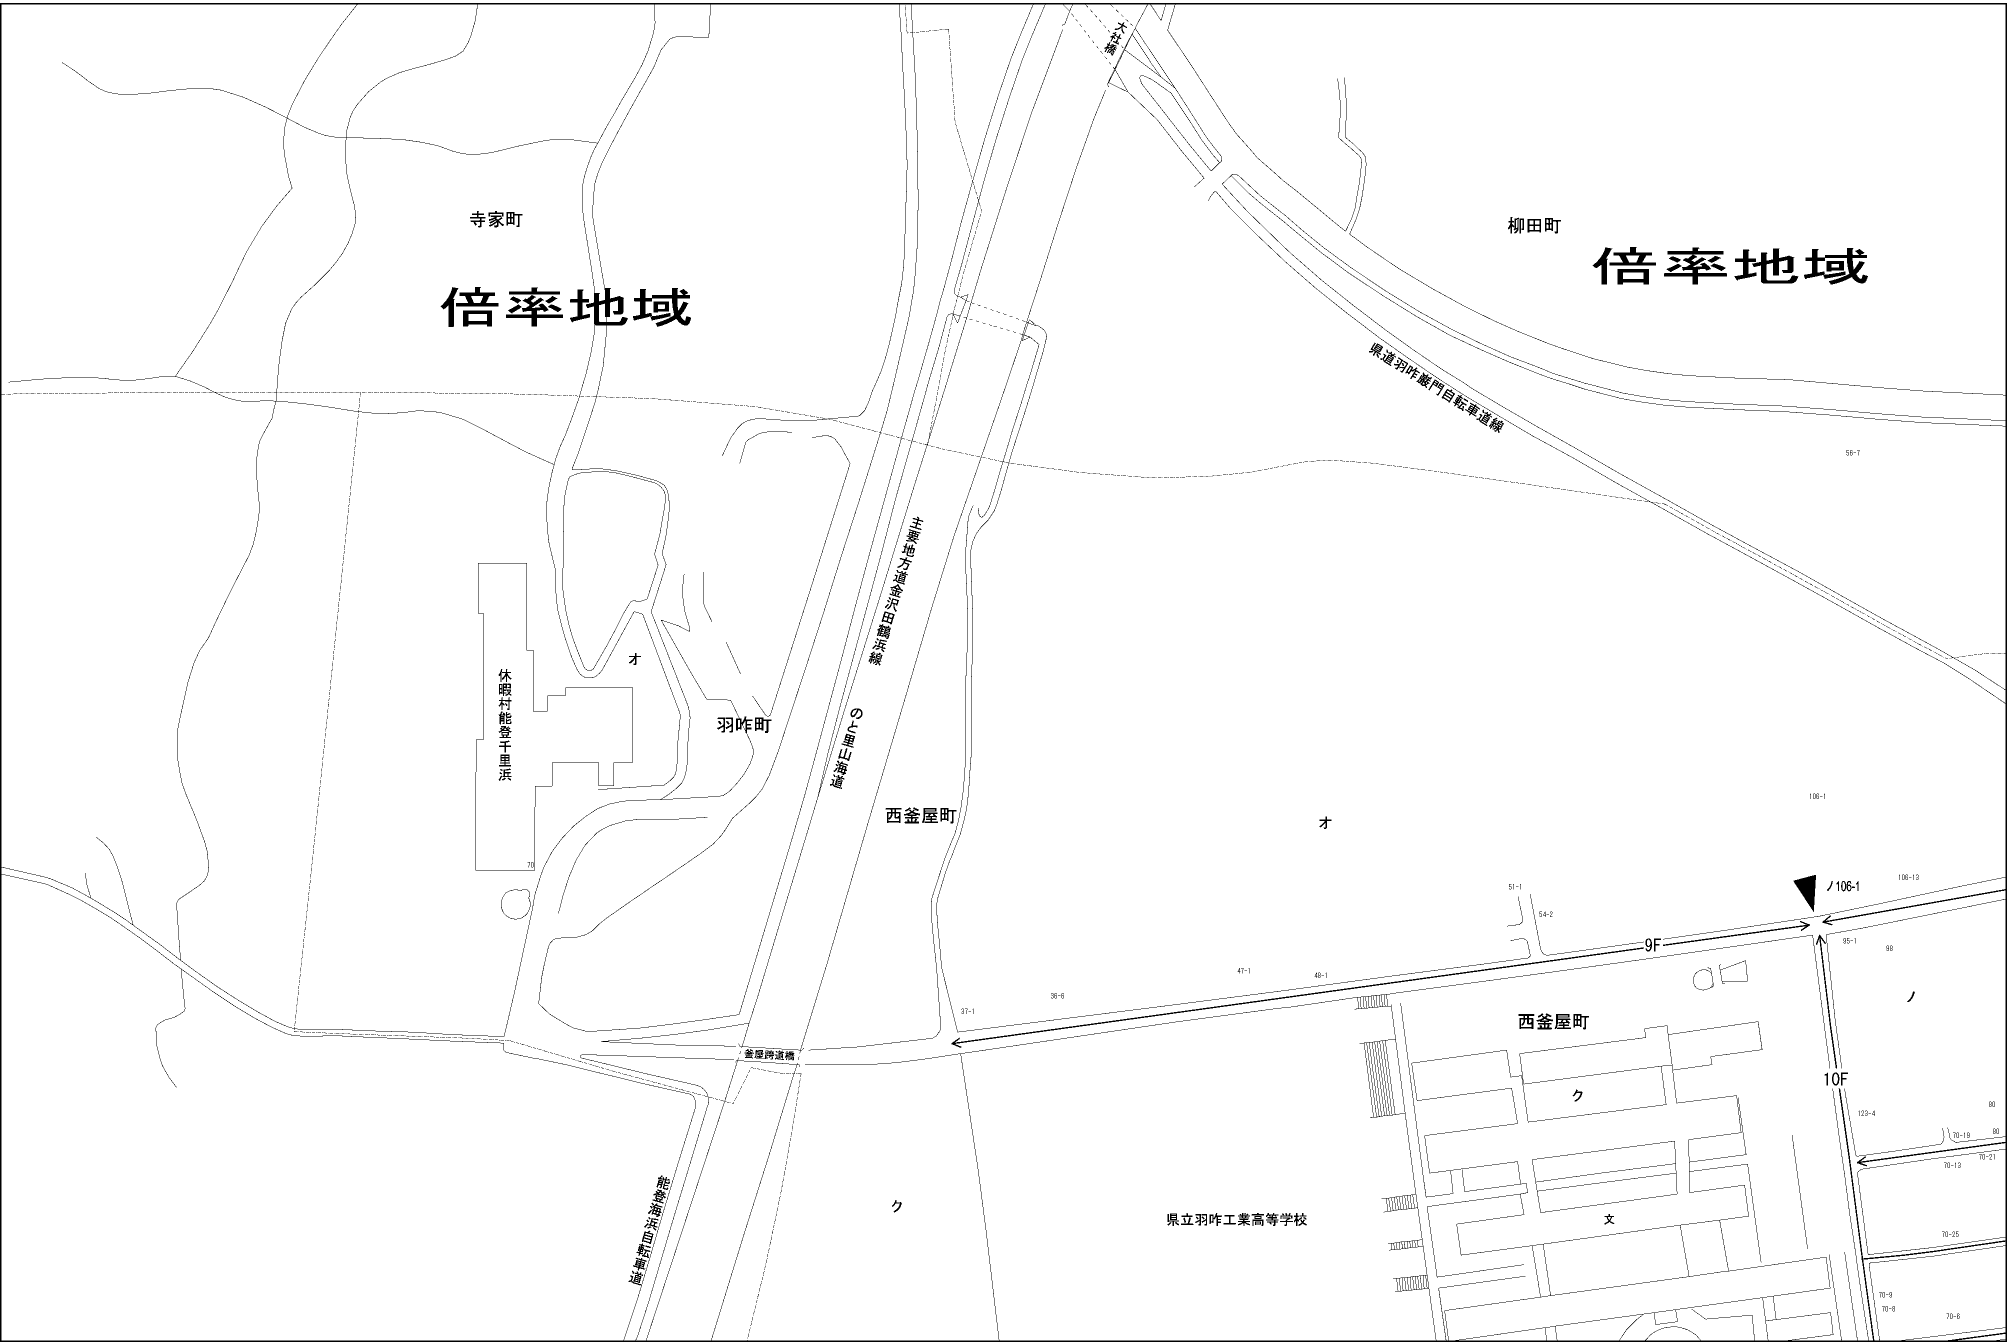 大社橋
寺家町
倍率地域
柳田町
倍率地域
県道羽咋巌門自転車道線
56-7
主要地方道金沢田鶴浜線
のと里山海道
オ
休暇村能登千里浜
羽咋町
70
西釜屋町
オ
106-1
ノ106-1
106-13
51-1
54-2
9F
95-1
98
47-1
48-1
36-6
37-1
ノ
西釜屋町
釜屋跨道橋
10F
ク
123-4
80
80
70-19
70-21
70-13
能登海浜自転車道
ク
県立羽咋工業高等学校
文
70-25
70-9
70-8
70-6